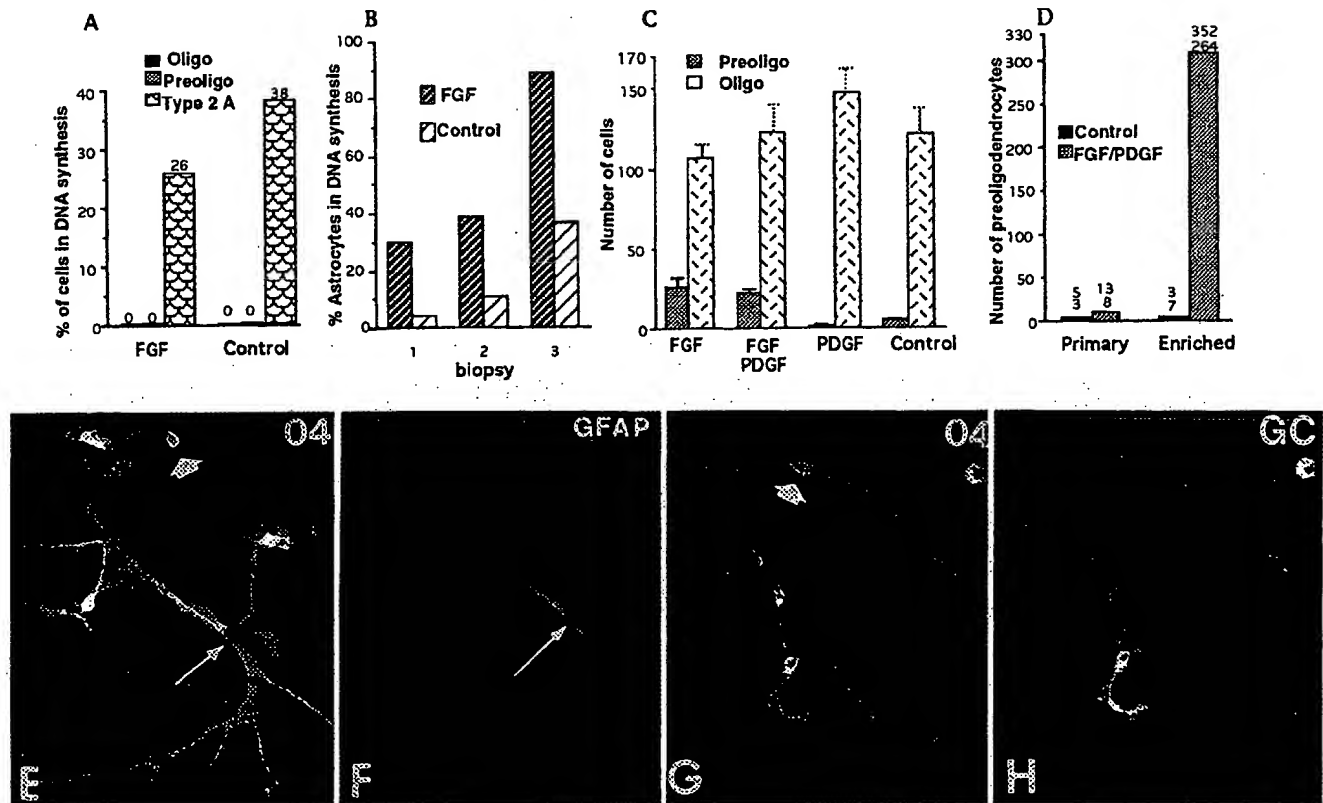 A
Oligo
Preoligo
Type 2 A
% of cells in DNA synthesis
40
30
20
10
0
0 0
26
0 0
38
FGF Control
B
FGF
Control
% Astrocytes in DNA synthesis
100
80
60
40
20
0
1 2 3
biopsy
C
Preoligo
Oligo
Number of cells
170
150
100
50
0
FGF
FGF
PDGF
PDGF
Control
D
352
264
Control
FGF/PDGF
Number of preoligodendrocytes
330
300
250
200
150
100
50
0
5
3
13
8
3
7
Primary Enriched
04
E
GFAP
F
04
G
GC
H